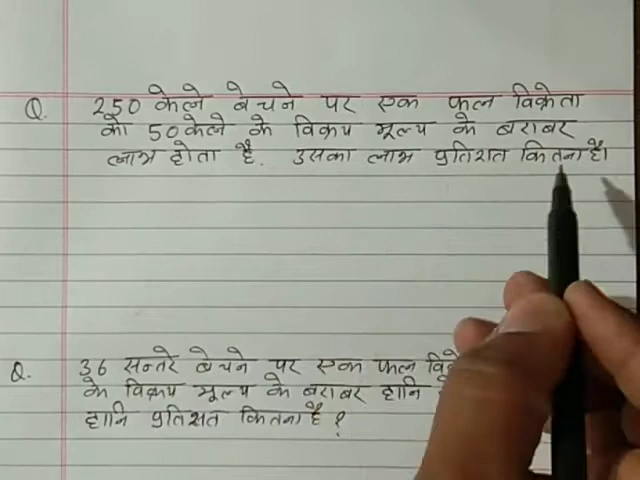 Q. 250 केले बेचने पर एक फल विक्रेता
को 50 केले के विक्रय मूल्य के बराबर
लाभ होता है. उसका लाभ प्रतिशत कितना है।
Q. 36 सन्तरे बेचने पर एक फल
के विक्रय मूल्य के बराबर हानि
हानि प्रतिशत कितना है ?